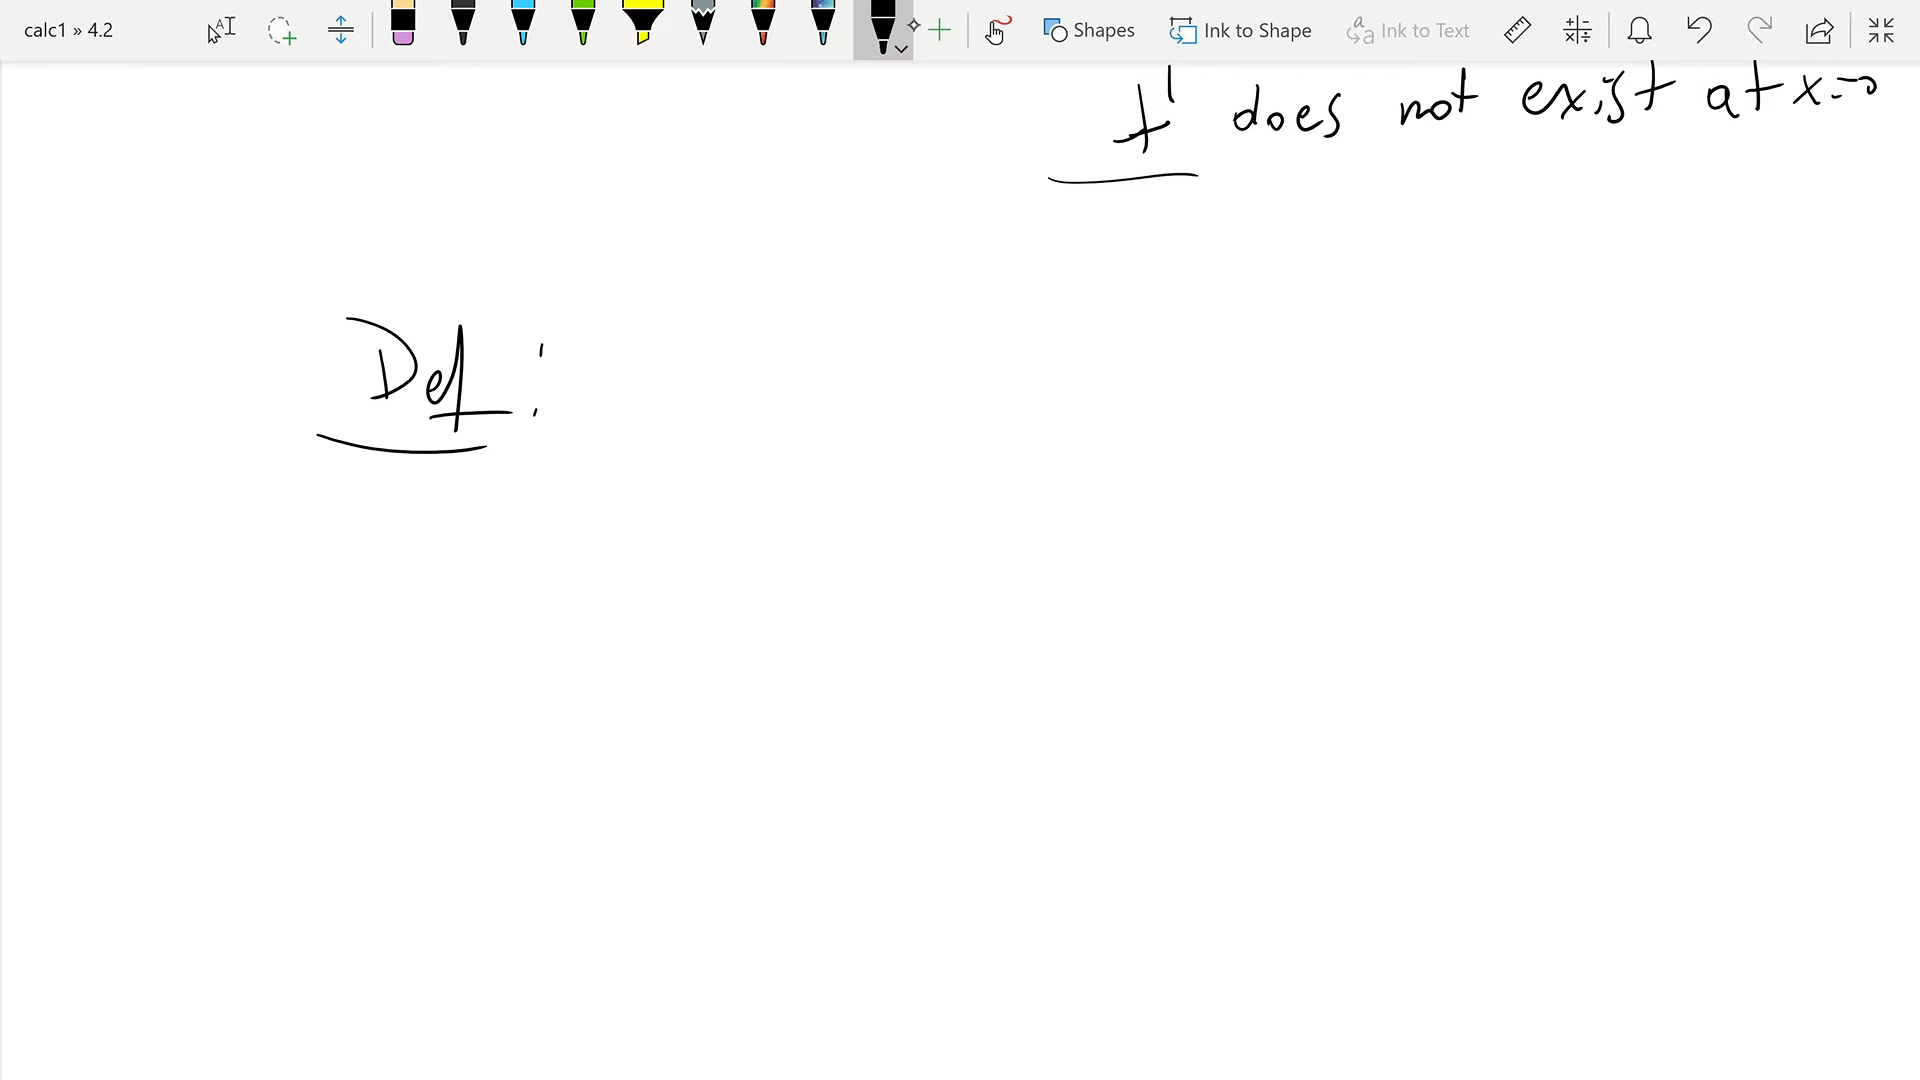 calc1 » 4.2 Shapes Ink to Shape Ink to Text
f' does not exist at x=0
Def: